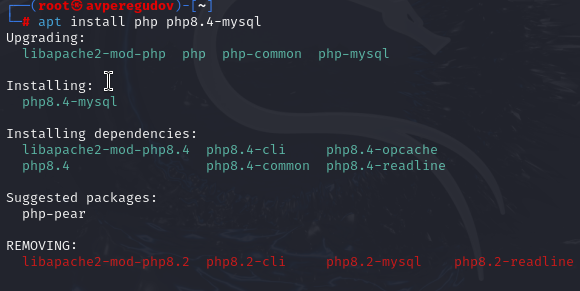 ┌──(root㉿avperegudov)-[~]
└─# apt install php php8.4-mysql
Upgrading:
  libapache2-mod-php  php  php-common  php-mysql
Installing:
  php8.4-mysql
Installing dependencies:
  libapache2-mod-php8.4  php8.4-cli     php8.4-opcache
  php8.4                 php8.4-common  php8.4-readline
Suggested packages:
  php-pear
REMOVING:
  libapache2-mod-php8.2  php8.2-cli     php8.2-mysql    php8.2-readline